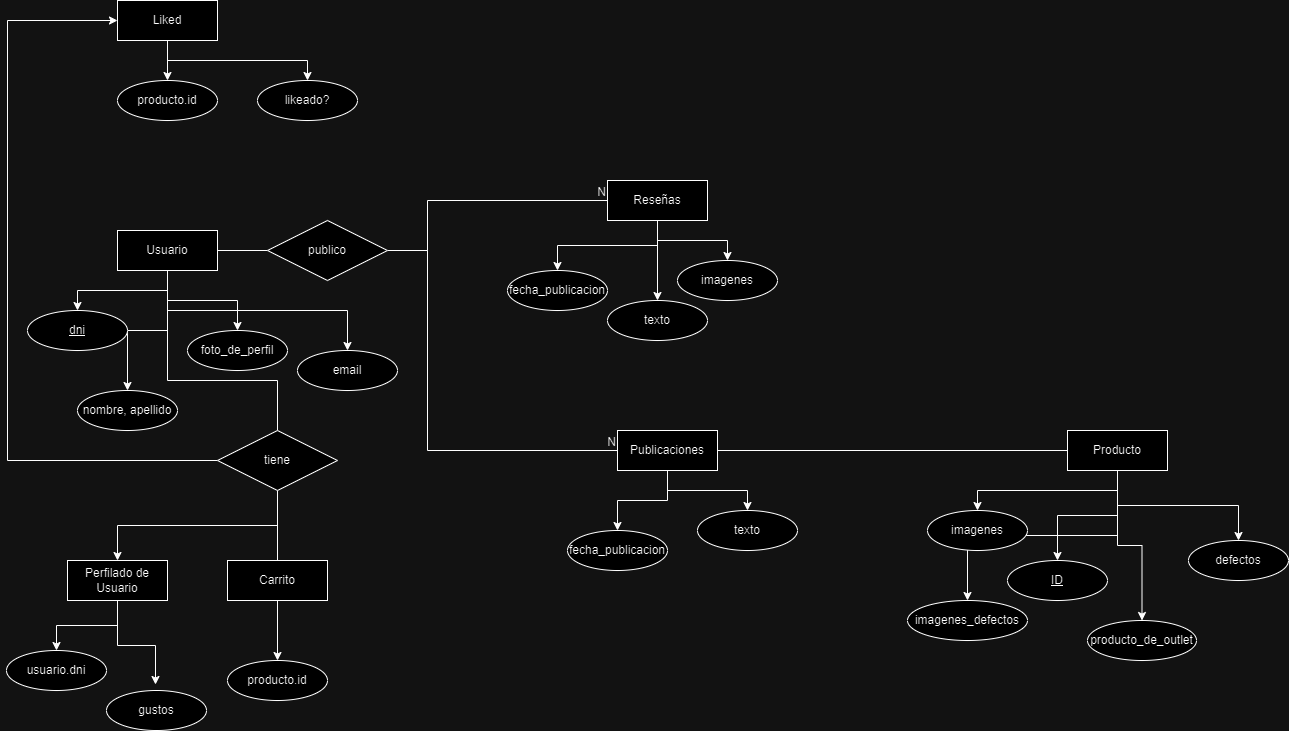 Liked
producto.id
likeado?
N
Reseñas
Usuario
publico
fecha_publicacion
imagenes
texto
dni
foto_de_perfil
email
nombre, apellido
tiene
N
Publicaciones
Producto
fecha_publicacion
texto
imagenes
ID
defectos
imagenes_defectos
producto_de_outlet
Perfilado de
Usuario
Carrito
usuario.dni
gustos
producto.id